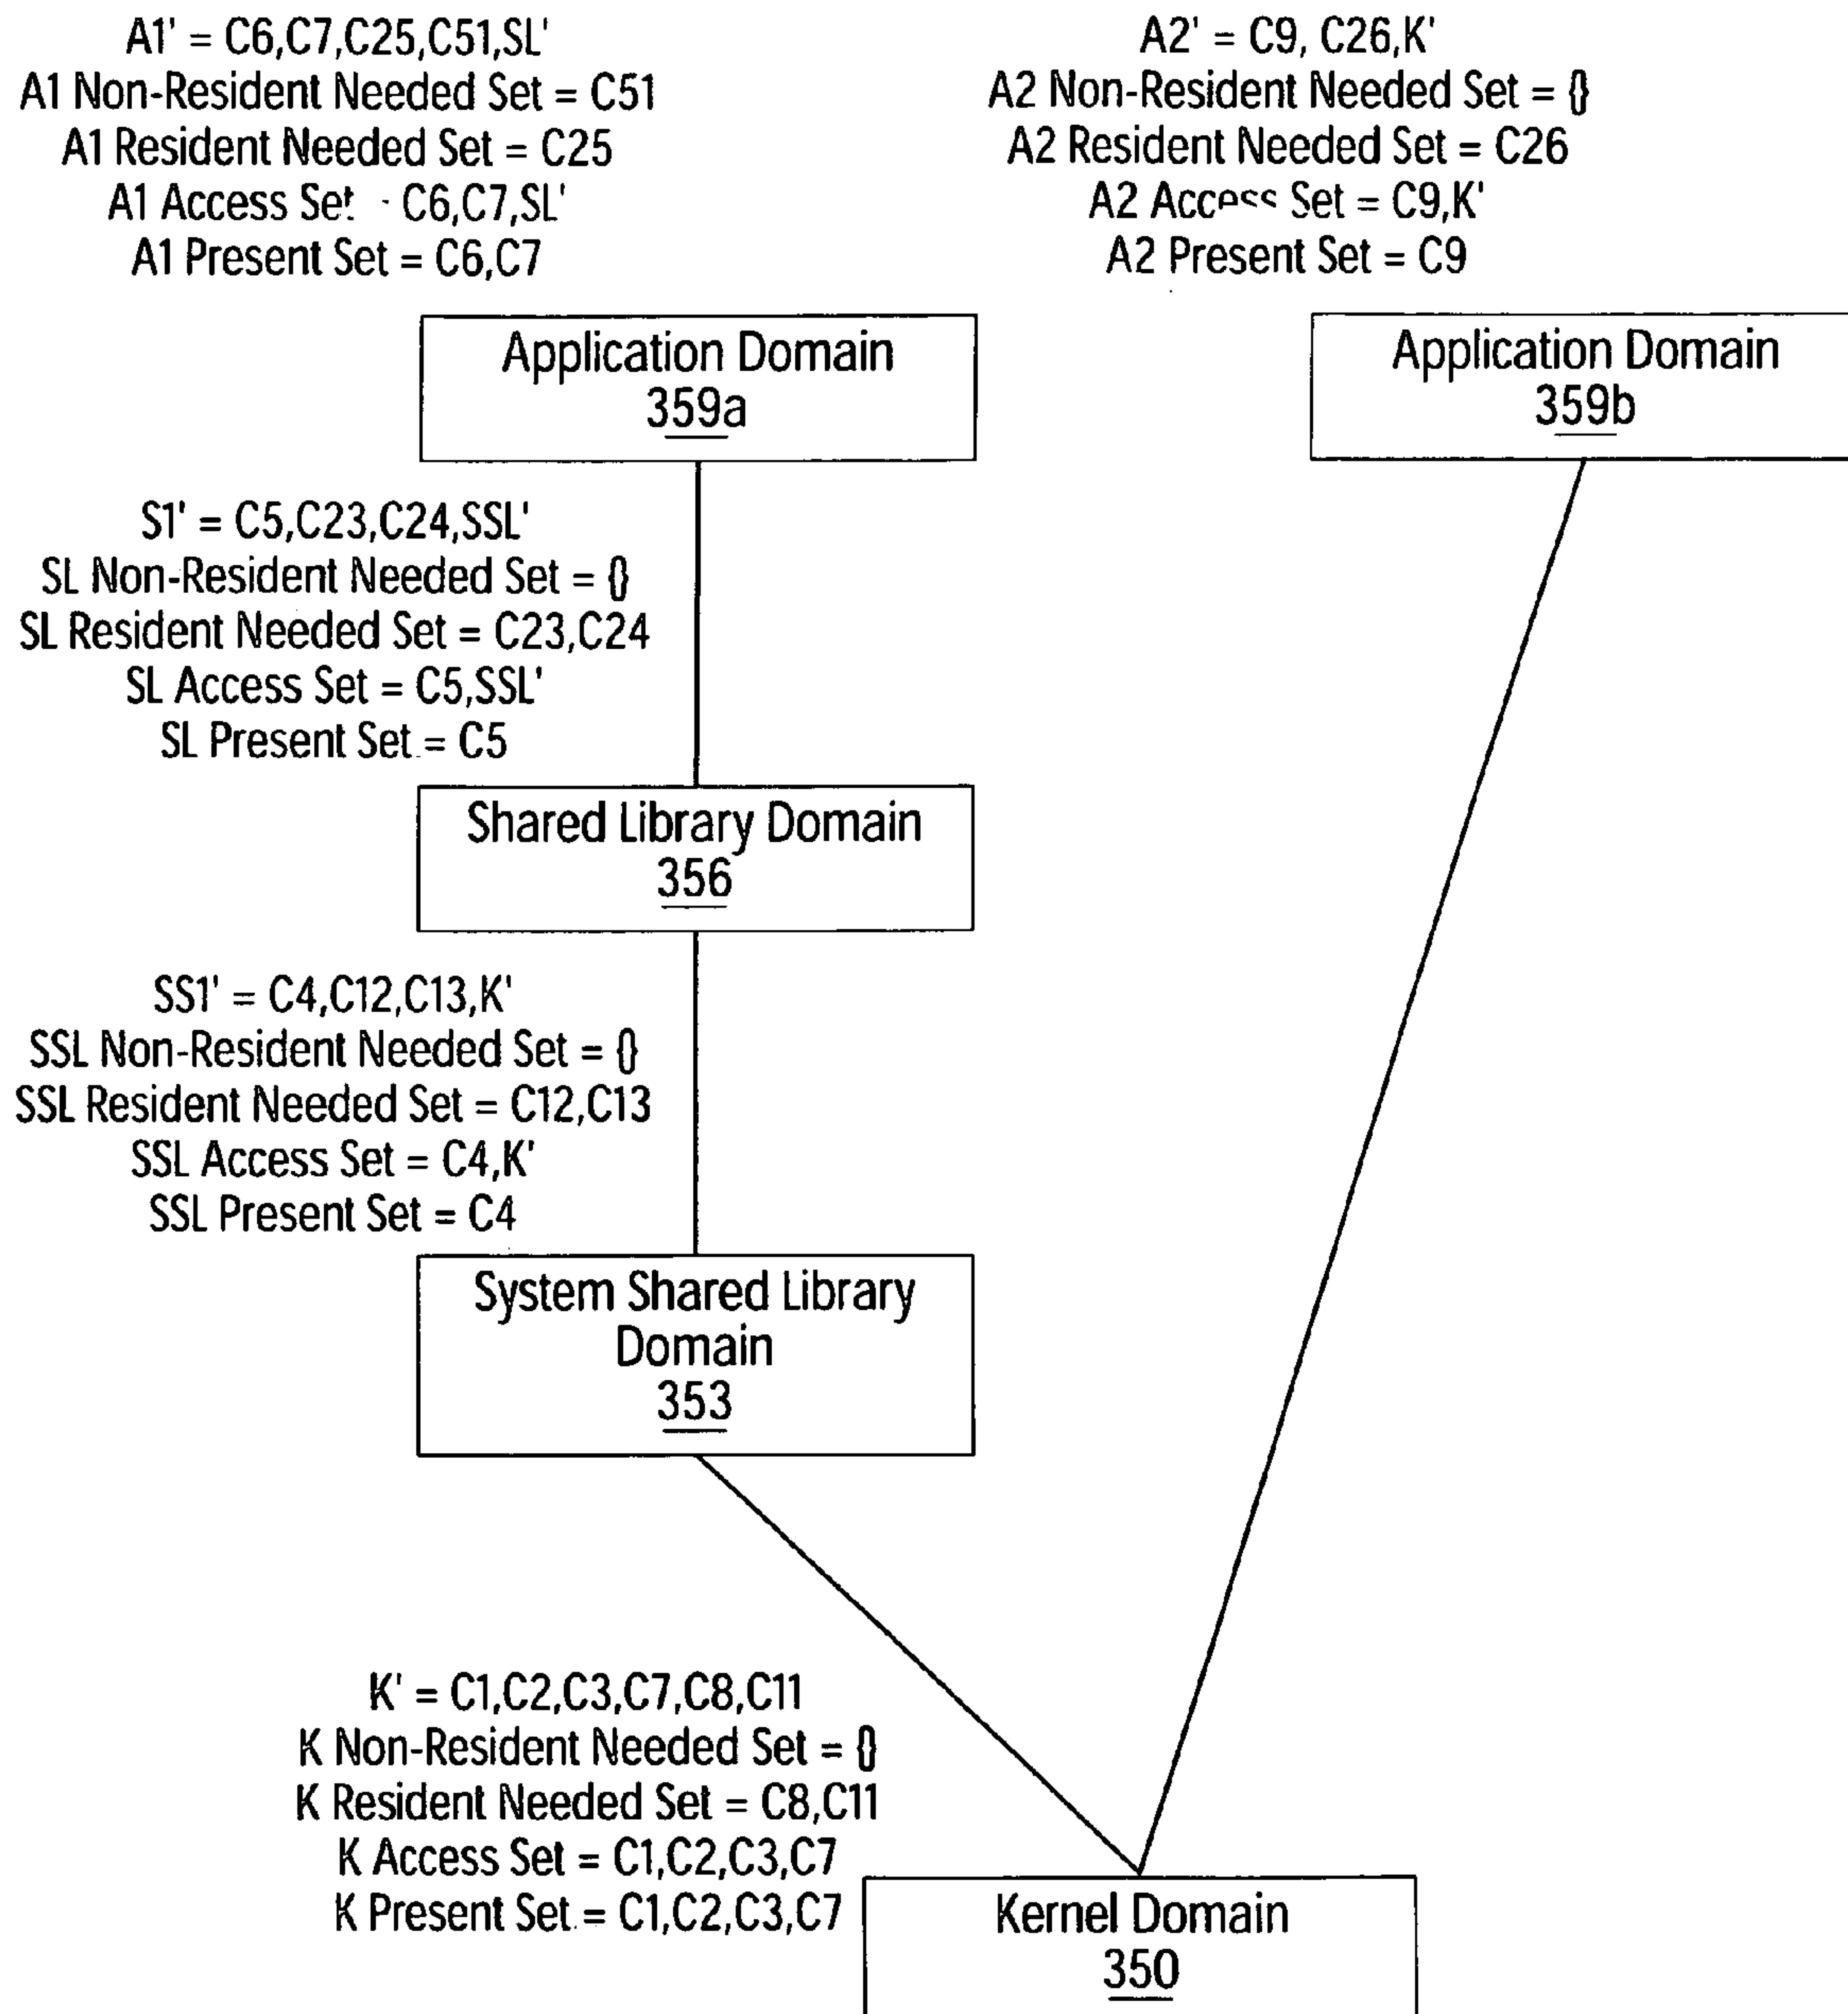 A1' = C6,C7,C25,C51,SL'
A1 Non-Resident Needed Set = C51
A1 Resident Needed Set = C25
A1 Access Set - C6,C7,SL'
A1 Present Set = C6,C7
A2' = C9, C26,K'
A2 Non-Resident Needed Set = {}
A2 Resident Needed Set = C26
A2 Access Set = C9,K'
A2 Present Set = C9
Application Domain
359a
Application Domain
359b
S1' = C5,C23,C24,SSL'
SL Non-Resident Needed Set = {}
SL Resident Needed Set = C23,C24
SL Access Set = C5,SSL'
SL Present Set = C5
Shared Library Domain
356
SS1' = C4,C12,C13,K'
SSL Non-Resident Needed Set = {}
SSL Resident Needed Set = C12,C13
SSL Access Set = C4,K'
SSL Present Set = C4
System Shared Library
Domain
353
K' = C1,C2,C3,C7,C8,C11
K Non-Resident Needed Set = {}
K Resident Needed Set = C8,C11
K Access Set = C1,C2,C3,C7
K Present Set = C1,C2,C3,C7
Kernel Domain
350